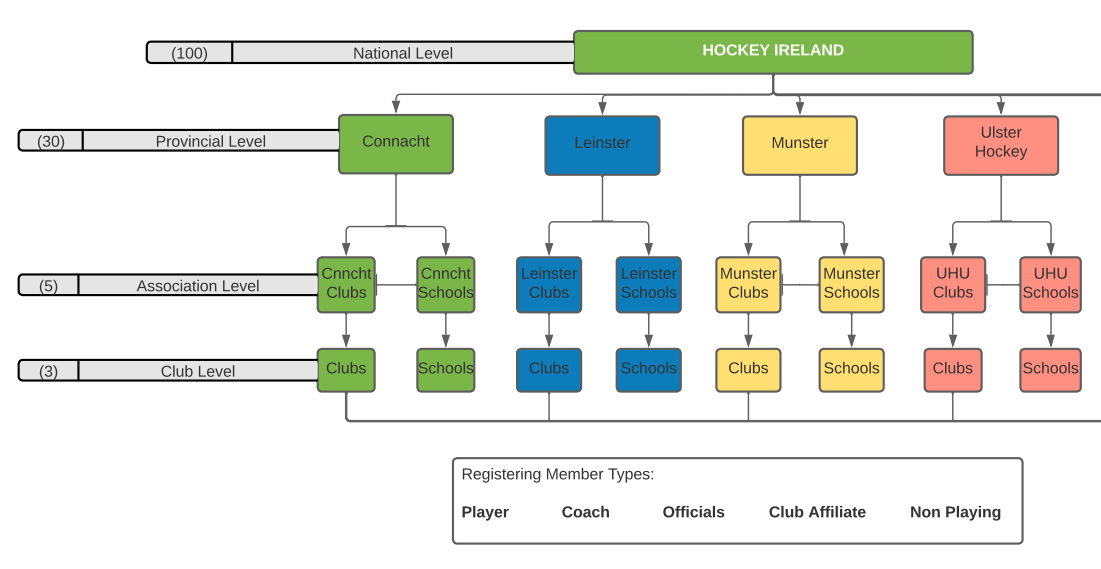 (100) National Level HOCKEY IRELAND
(30) Provincial Level Connacht Leinster Munster Ulster
Hockey
(5) Association Level Cnncht
Clubs Cnncht
Schools Leinster
Clubs Leinster
Schools Munster
Clubs Munster
Schools UHU
Clubs UHU
Schools
(3) Club Level Clubs Schools Clubs Schools Clubs Schools Clubs Schools
Registering Member Types:
Player Coach Officials Club Affiliate Non Playing